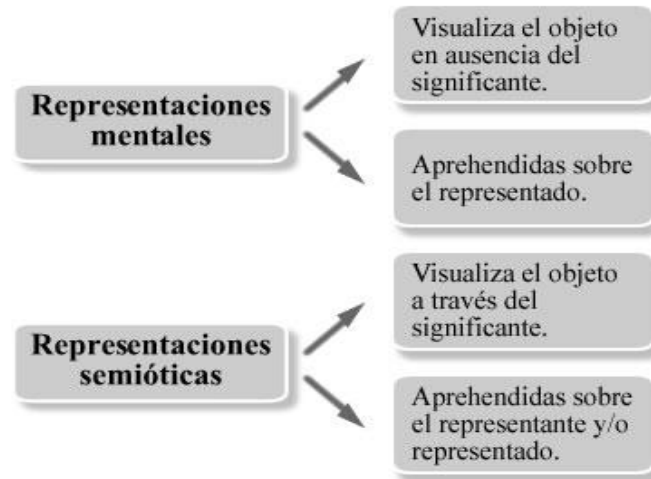 Representaciones
mentales
Visualiza el objeto
en ausencia del
significante.
Aprehendidas sobre
el representado.
Representaciones
semióticas
Visualiza el objeto
a través del
significante.
Aprehendidas sobre
el representante y/o
representado.